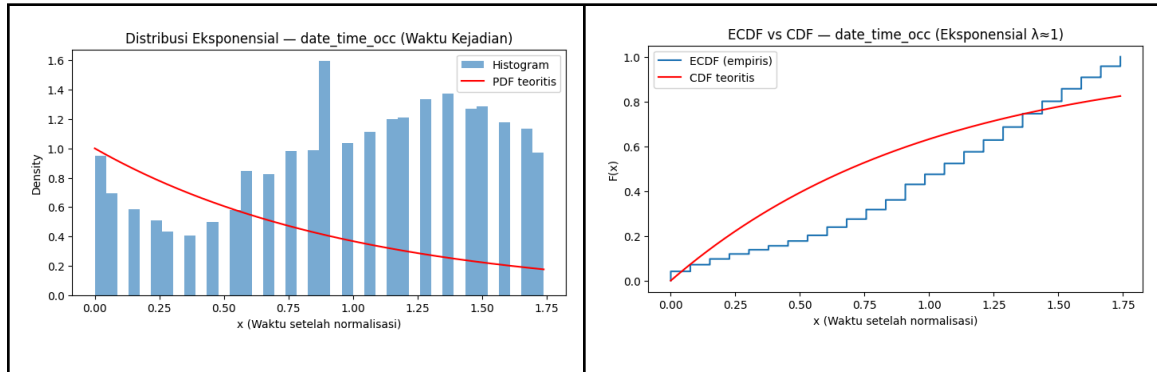 Distribusi Eksponensial — date_time_occ (Waktu Kejadian)
Histogram
PDF teoritis
Density
1.6
1.4
1.2
1.0
0.8
0.6
0.4
0.2
0.0
0.00 0.25 0.50 0.75 1.00 1.25 1.50 1.75
x (Waktu setelah normalisasi)
ECDF vs CDF — date_time_occ (Eksponensial λ≈1)
ECDF (empiris)
CDF teoritis
F(x)
1.0
0.8
0.6
0.4
0.2
0.0
0.00 0.25 0.50 0.75 1.00 1.25 1.50 1.75
x (Waktu setelah normalisasi)